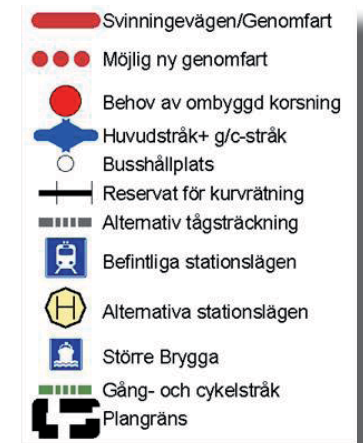 Svinningevägen/Genomfart
Möjlig ny genomfart
Behov av ombyggd korsning
Huvudstråk+ g/c-stråk
Busshållplats
Reservat för kurvrätning
Alternativ tågsträckning
Befintliga stationslägen
H Alternativa stationslägen
Större Brygga
Gång- och cykelstråk
Plangräns